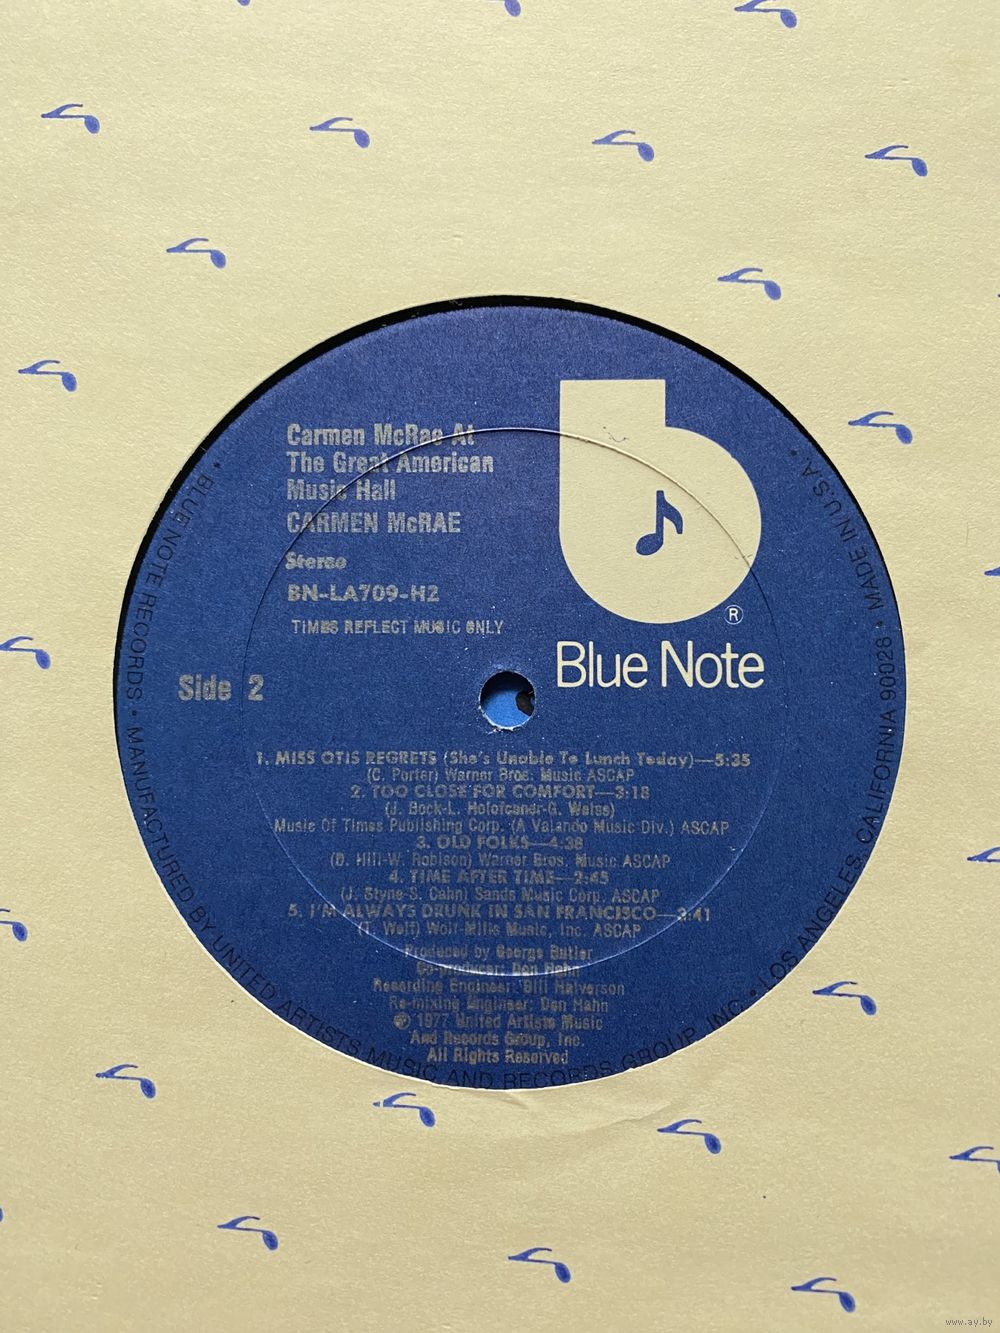 Carmen McRae At
The Great American
Music Hall
CARMEN McRAE
Stereo
BN-LA709-H2
TIMES REFLECT MUSIC ONLY
Side 2
®
Blue Note
1. MISS OTIS REGRETS (She's Unable To Lunch Today)—5:35
(C. Porter) Warner Bros. Music ASCAP
2. TOO CLOSE FOR COMFORT—3:18
(J. Bock-L. Holofcener-G. Weiss)
Music Of Times Publishing Corp. (A Valando Music Div.) ASCAP
3. OLD FOLKS—4:38
(D. Hill-W. Robison) Warner Bros. Music ASCAP
4. TIME AFTER TIME—2:45
(J. Styne-S. Cahn) Sands Music Corp. ASCAP
5. I'M ALWAYS DRUNK IN SAN FRANCISCO—3:41
(T. Wolf) Wolf-Mills Music, Inc. ASCAP
Produced by George Butler
Co-producer: Don Hahn
Recording Engineer: Bill Halverson
Re-mixing Engineer: Don Hahn
℗ 1977 United Artists Music
And Records Group, Inc.
All Rights Reserved
• BLUE NOTE RECORDS • MANUFACTURED BY UNITED ARTISTS MUSIC AND RECORDS GROUP, INC. • LOS ANGELES, CALIFORNIA 90028 • MADE IN U.S.A •
www.ay.by